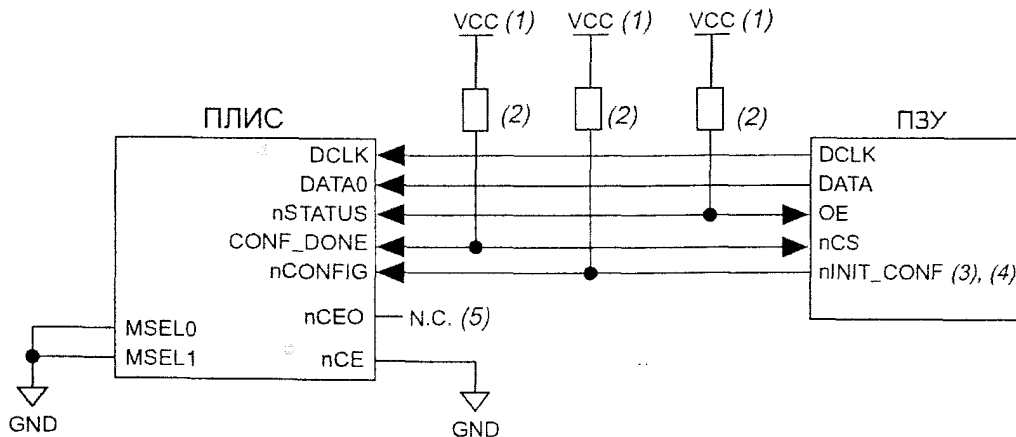 VCC (1) VCC (1) VCC (1)
(2) (2) (2)
ПЛИС
ПЗУ
DCLK
DATA0
nSTATUS
CONF_DONE
nCONFIG
nCEO
N.C. (5)
nCE
MSEL0
MSEL1
GND
GND
DCLK
DATA
OE
nCS
nINIT_CONF (3), (4)